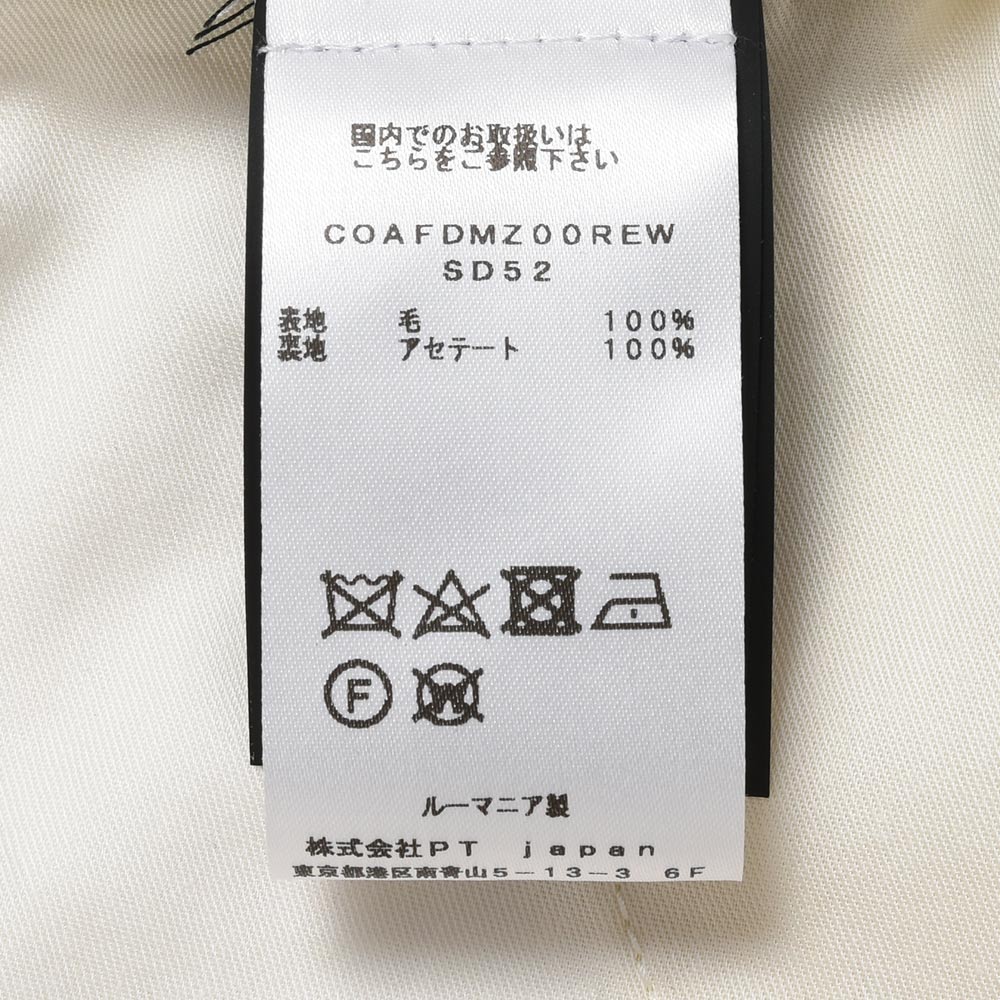 国内でのお取扱いは
こちらをご参照下さい
COAFDMZ00REW
SD52
表地 毛 100%
裏地 アセテート 100%
F
W
ルーマニア製
株式会社PT japan
東京都港区南青山5-13-3 6F